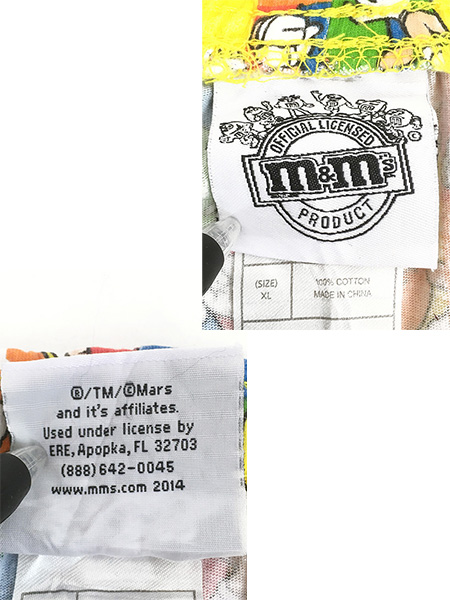 OFFICIAL LICENSED
m&m's
PRODUCT
(SIZE)
XL
100% COTTON
MADE IN CHINA
®/TM/©Mars
and it's affiliates.
Used under license by
ERE, Apopka, FL 32703
(888) 642-0045
www.mms.com 2014